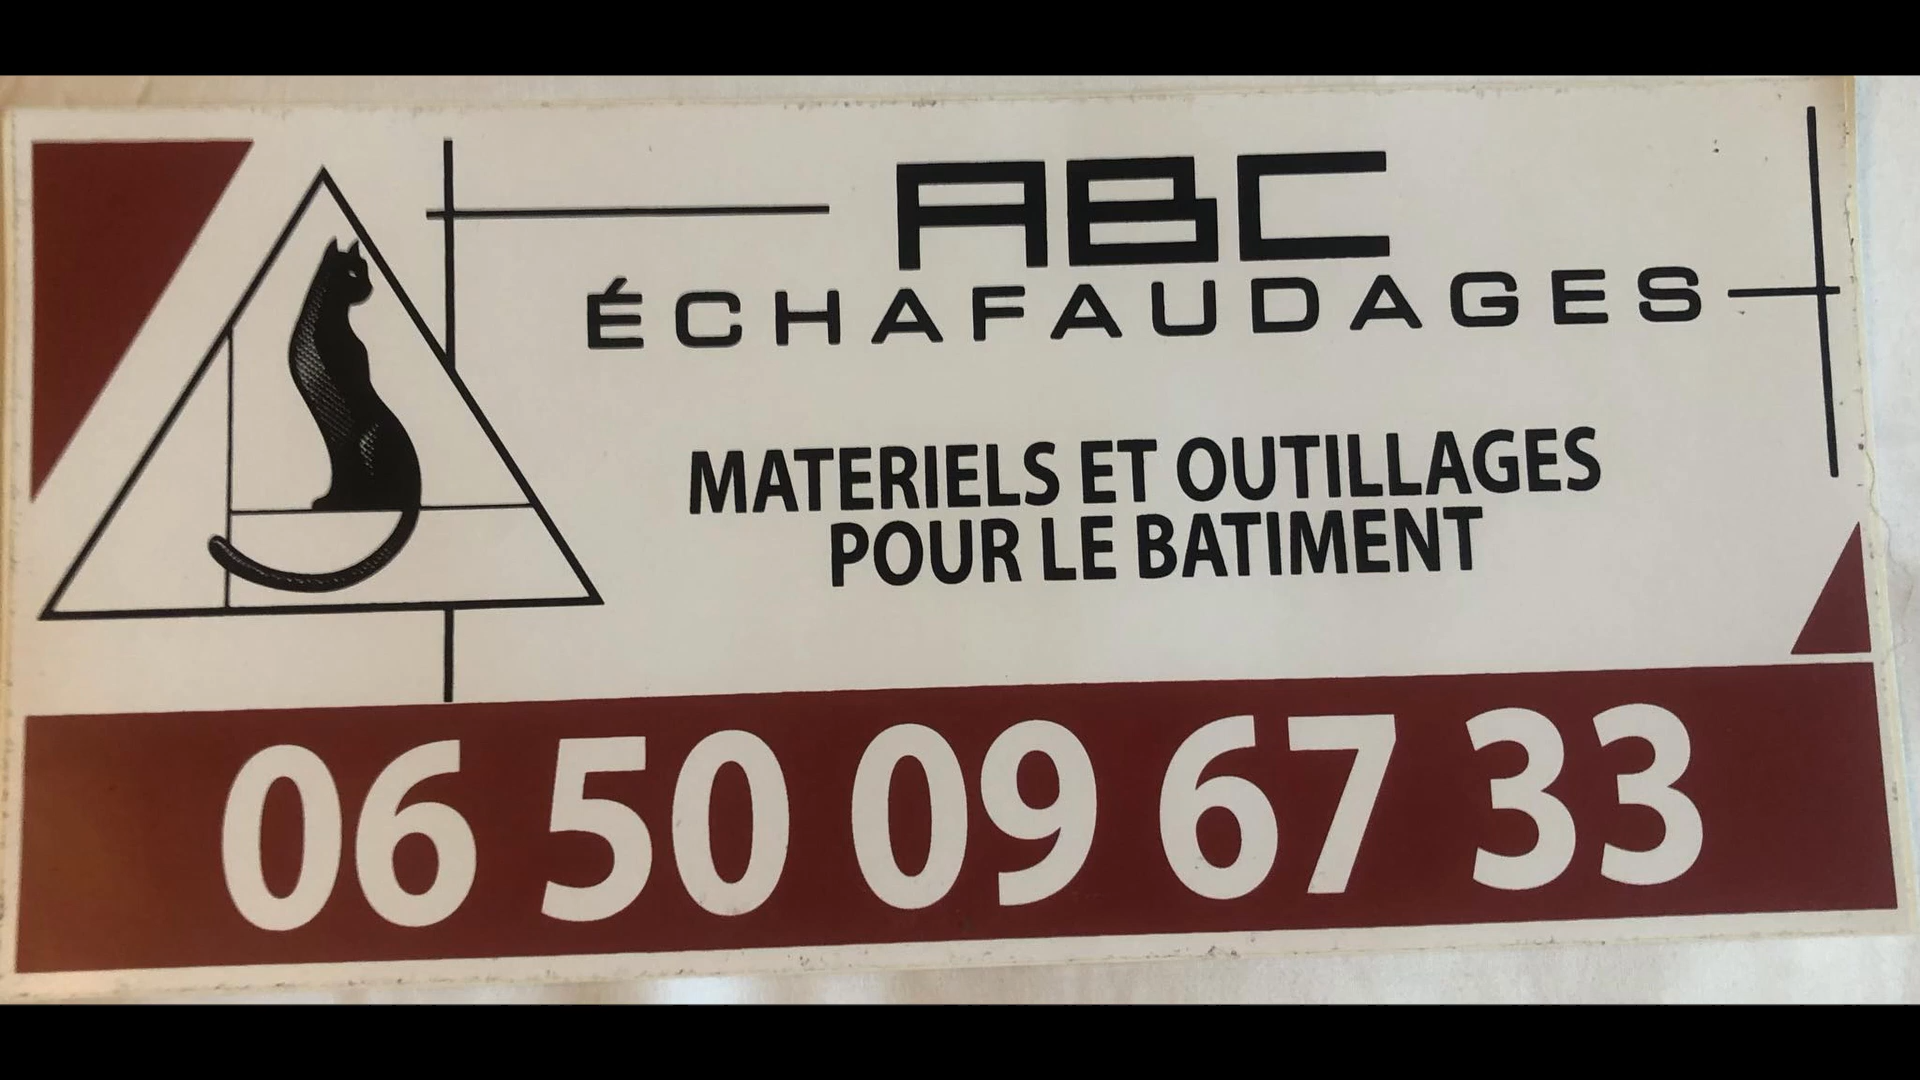 ABC
ÉCHAFAUDAGES
MATERIELS ET OUTILLAGES
POUR LE BATIMENT
06 50 09 67 33